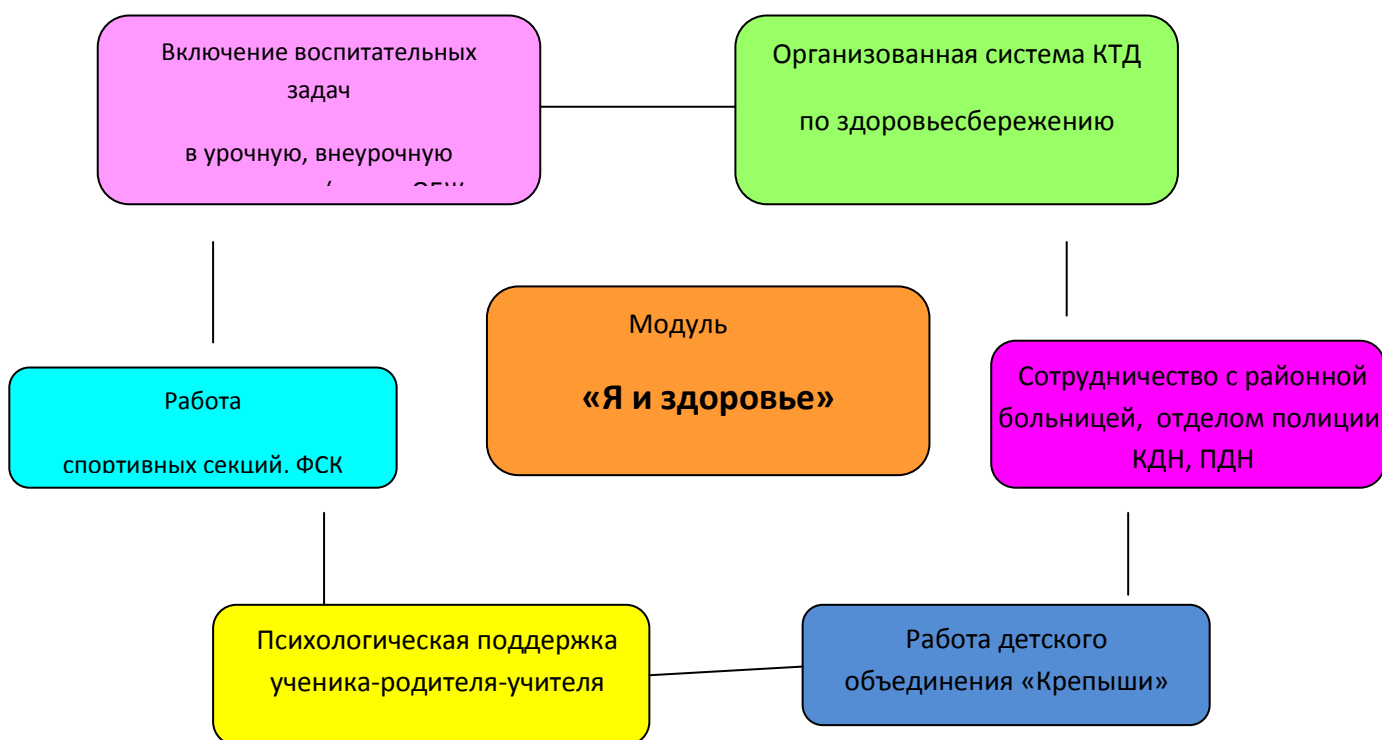 Включение воспитательных
задач
в урочную, внеурочную
Организованная система КТД
по здоровьесбережению
Модуль
«Я и здоровье»
Работа
спортивных секций. ФСК
Сотрудничество с районной
больницей, отделом полиции
КДН, ПДН
Психологическая поддержка
ученика-родителя-учителя
Работа детского
объединения «Крепыши»